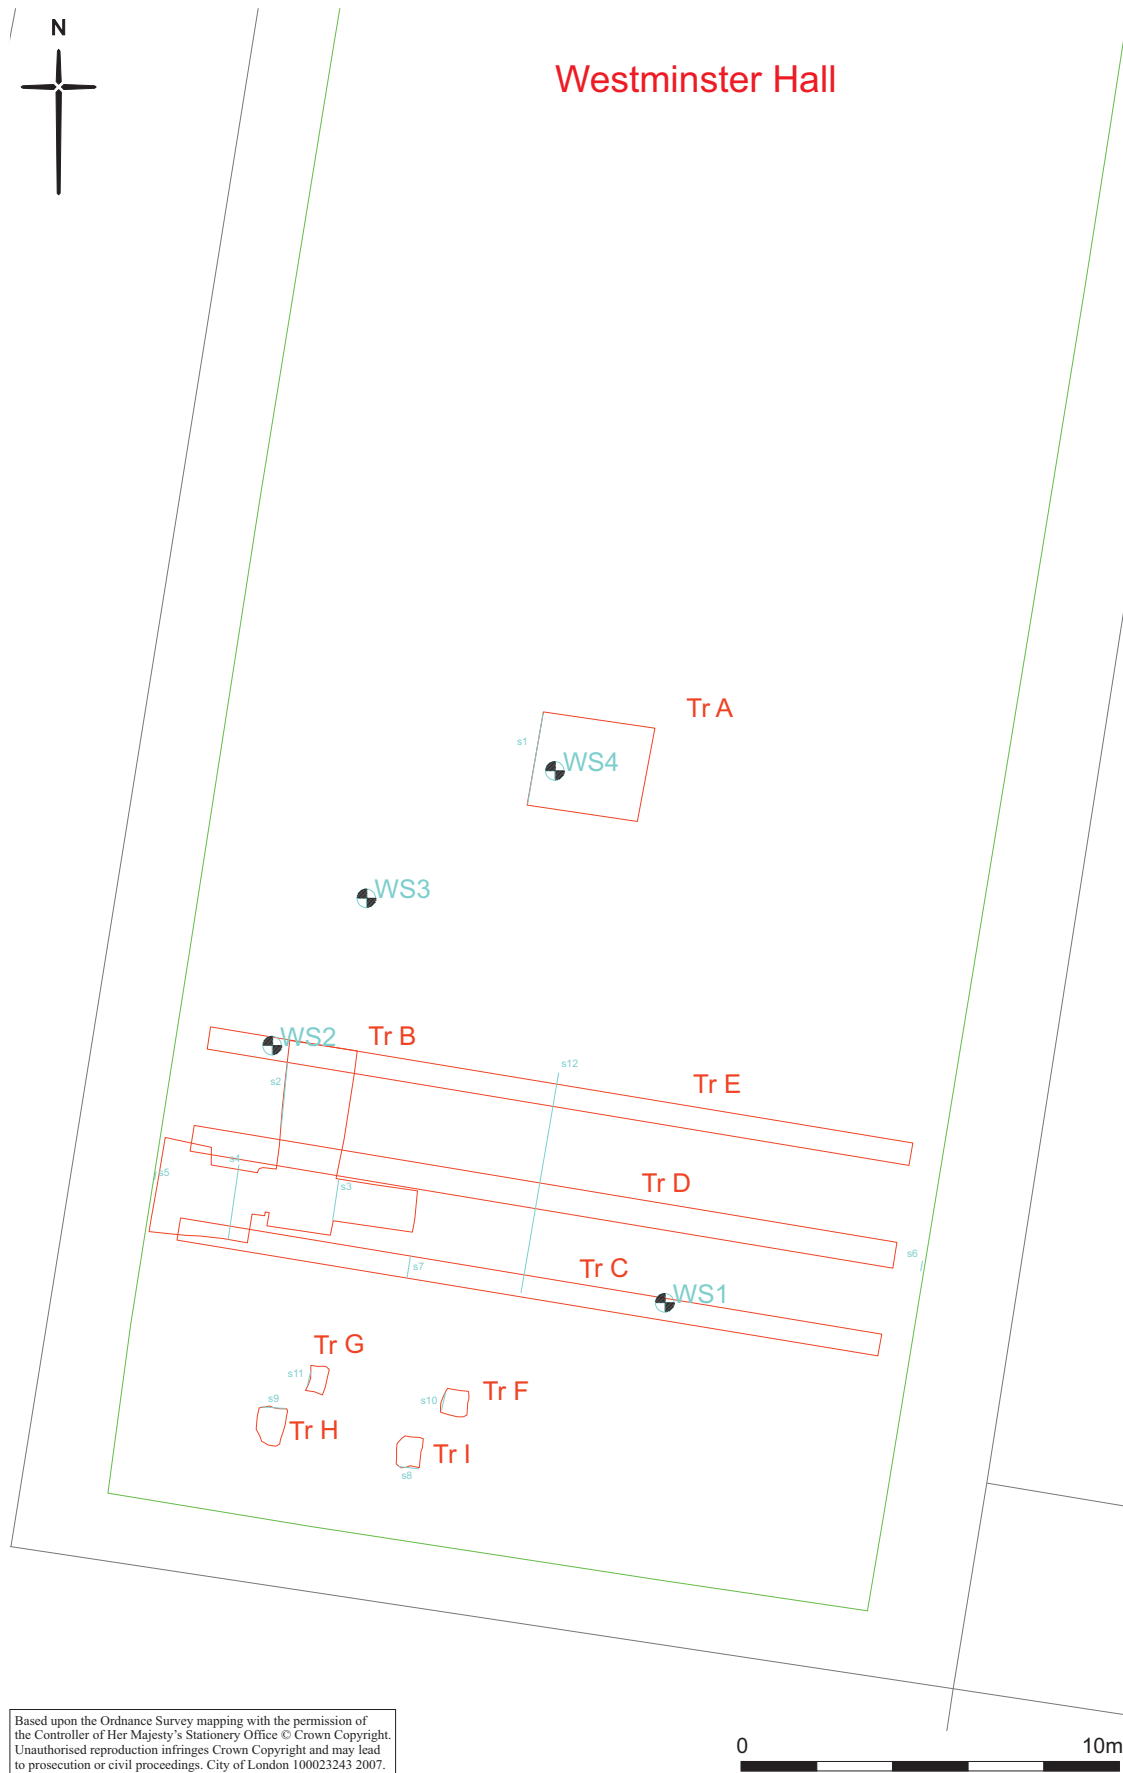 N
Westminster Hall
Tr A
s1
WS4
WS3
WS2
Tr B
s12
s2
Tr E
s4
s5
s3
Tr D
s6
s7
Tr C
WS1
Tr G
s11
s10
Tr F
s9
Tr H
Tr I
s8
Based upon the Ordnance Survey mapping with the permission of
the Controller of Her Majesty's Stationery Office © Crown Copyright.
Unauthorised reproduction infringes Crown Copyright and may lead
to prosecution or civil proceedings. City of London 100023243 2007.
0 10m